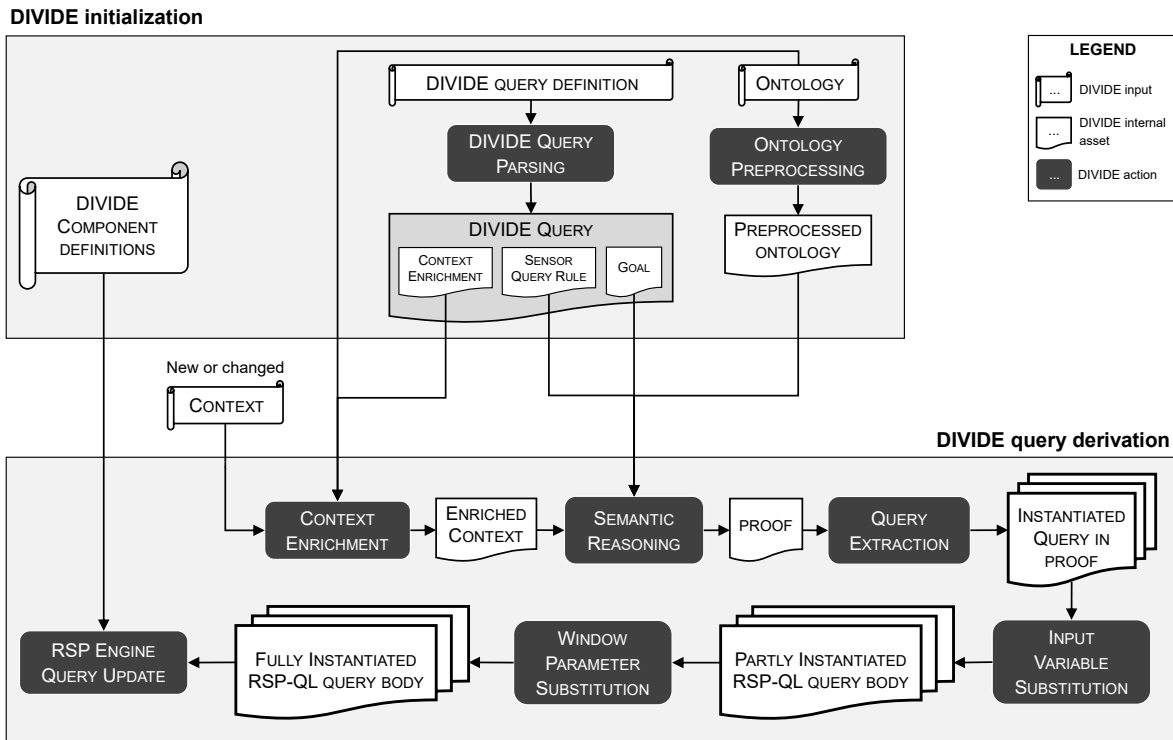 DIVIDE initialization
LEGEND
... DIVIDE input
... DIVIDE internal
asset
... DIVIDE action
DIVIDE QUERY DEFINITION
ONTOLOGY
DIVIDE QUERY
PARSING
ONTOLOGY
PREPROCESSING
DIVIDE
COMPONENT
DEFINITIONS
DIVIDE QUERY
CONTEXT
ENRICHMENT
SENSOR
QUERY RULE
GOAL
PREPROCESSED
ONTOLOGY
New or changed
CONTEXT
DIVIDE query derivation
CONTEXT
ENRICHMENT
ENRICHED
CONTEXT
SEMANTIC
REASONING
PROOF
QUERY
EXTRACTION
INSTANTIATED
QUERY IN
PROOF
RSP ENGINE
QUERY UPDATE
FULLY INSTANTIATED
RSP-QL QUERY BODY
WINDOW
PARAMETER
SUBSTITUTION
PARTLY INSTANTIATED
RSP-QL QUERY BODY
INPUT
VARIABLE
SUBSTITUTION